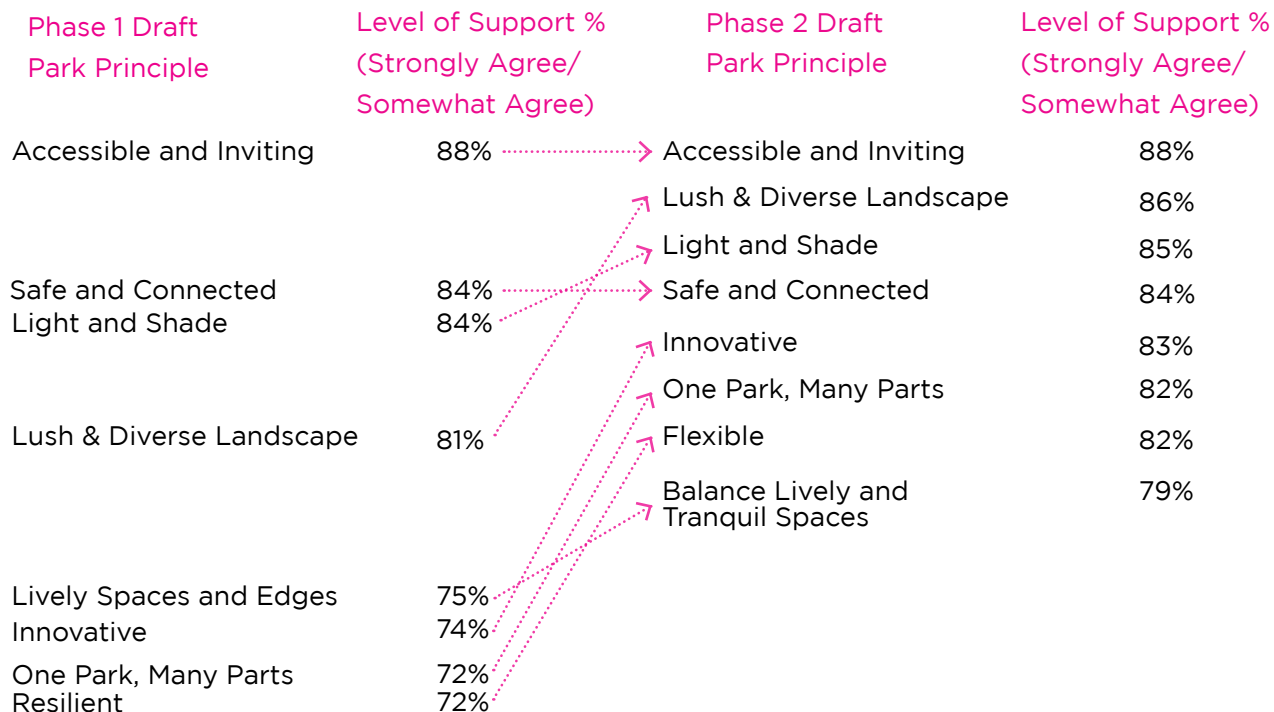 Phase 1 Draft
Park Principle
Level of Support %
(Strongly Agree/
Somewhat Agree)
Phase 2 Draft
Park Principle
Level of Support %
(Strongly Agree/
Somewhat Agree)
Accessible and Inviting 88% Accessible and Inviting 88%
Lush & Diverse Landscape 86%
Light and Shade 85%
Safe and Connected 84% Safe and Connected 84%
Light and Shade 84%
Innovative 83%
One Park, Many Parts 82%
Lush & Diverse Landscape 81% Flexible 82%
Balance Lively and 79%
Tranquil Spaces
Lively Spaces and Edges 75%
Innovative 74%
One Park, Many Parts 72%
Resilient 72%